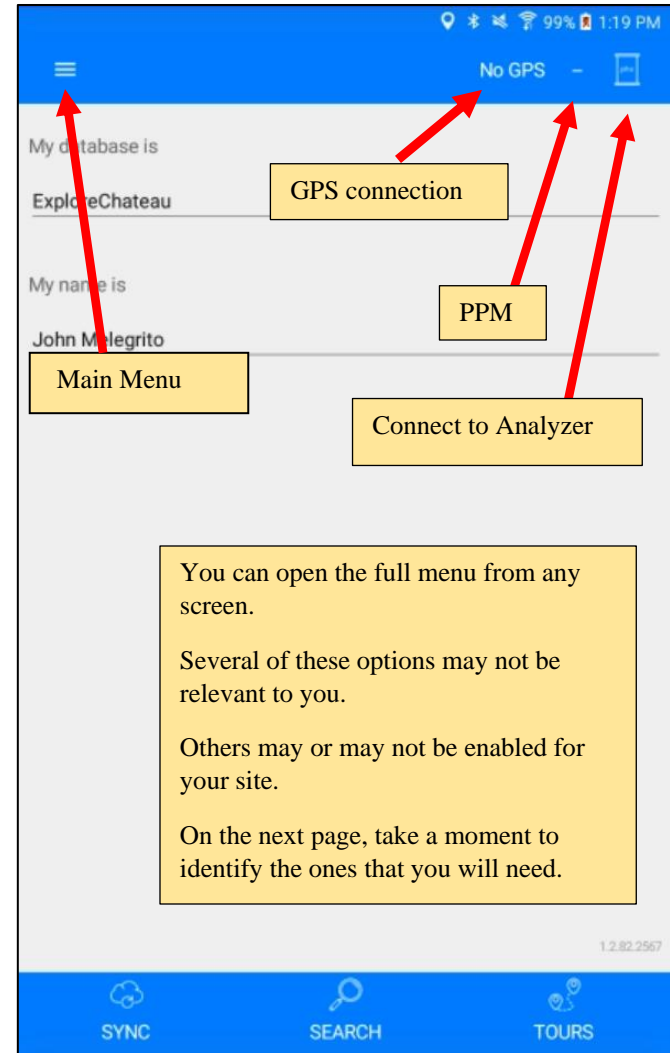 99% 1:19 PM
No GPS –
My database is
GPS connection
ExploreChateau
My name is
PPM
John Melegrito
Main Menu
Connect to Analyzer
You can open the full menu from any
screen.
Several of these options may not be
relevant to you.
Others may or may not be enabled for
your site.
On the next page, take a moment to
identify the ones that you will need.
1.2.82.2567
SYNC SEARCH TOURS